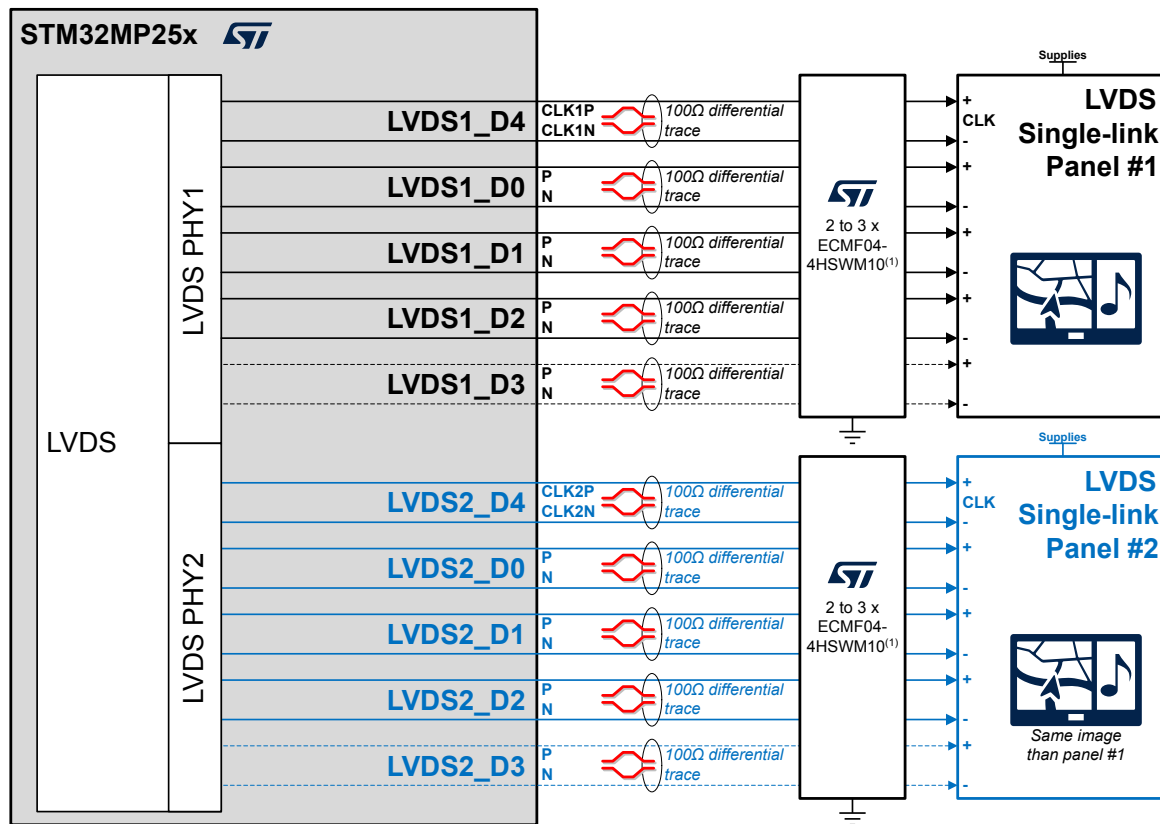 STM32MP25x ST
LVDS
LVDS PHY1
LVDS1_D4
CLK1P
CLK1N
100Ω differential
trace
LVDS1_D0
P
N
100Ω differential
trace
LVDS1_D1
P
N
100Ω differential
trace
LVDS1_D2
P
N
100Ω differential
trace
LVDS1_D3
P
N
100Ω differential
trace
ST
2 to 3 x
ECMF04-
4HSWM10(1)
Supplies
LVDS
Single-link
Panel #1
+
CLK
-
+
-
+
-
+
-
+
-
LVDS PHY2
LVDS2_D4
CLK2P
CLK2N
100Ω differential
trace
LVDS2_D0
P
N
100Ω differential
trace
LVDS2_D1
P
N
100Ω differential
trace
LVDS2_D2
P
N
100Ω differential
trace
LVDS2_D3
P
N
100Ω differential
trace
ST
2 to 3 x
ECMF04-
4HSWM10(1)
Supplies
LVDS
Single-link
Panel #2
+
CLK
-
+
-
+
-
+
-
+
-
Same image
than panel #1